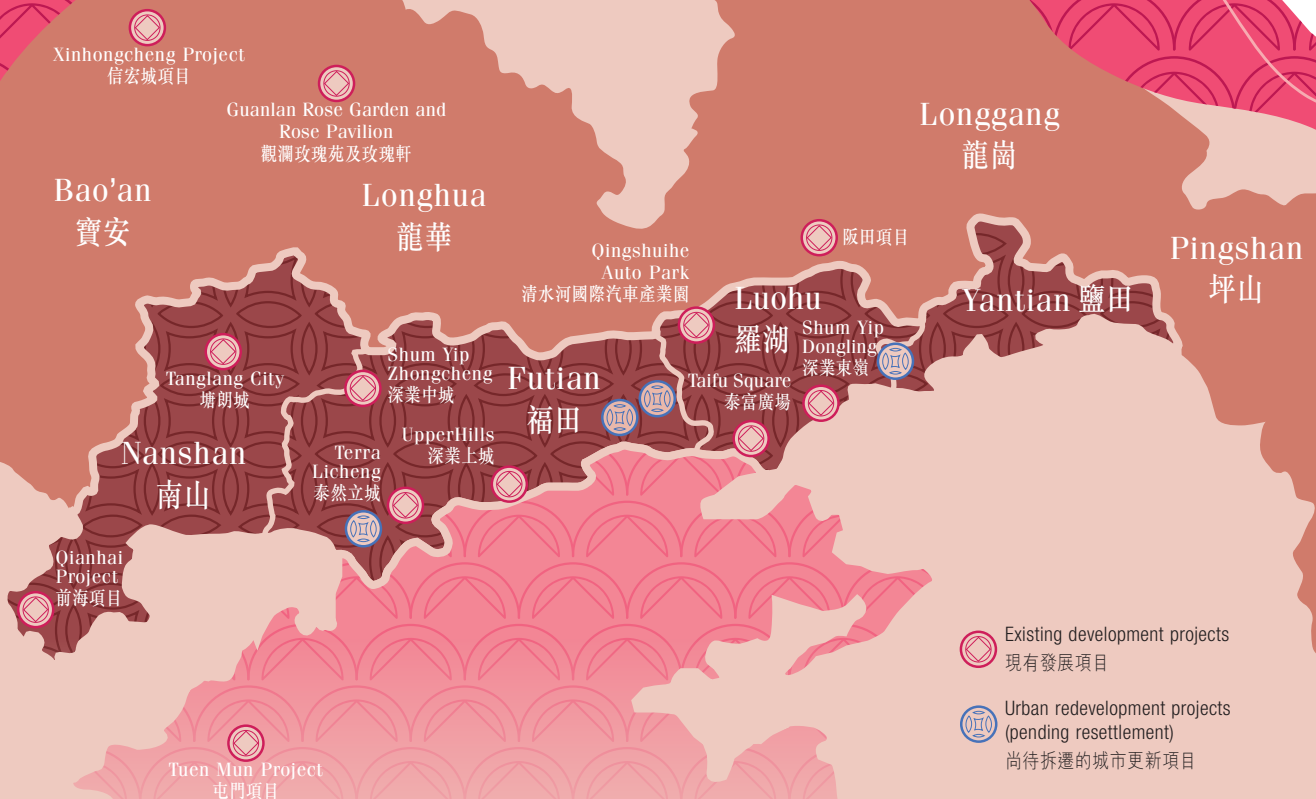 Xinhongcheng Project
信宏城項目
Guanlan Rose Garden and
Rose Pavilion
觀瀾玫瑰苑及玫瑰軒
Longgang
龍崗
Bao’an
寶安
Longhua
龍華
Qingshuihe
Auto Park
清水河國際汽車產業園
阪田項目
Pingshan
坪山
Luohu
羅湖
Yantian 鹽田
Shum Yip
Dongling
深業東嶺
Tanglang City
塘朗城
Shum Yip
Zhongcheng
深業中城
Futian
福田
Taifu Square
泰富廣場
UpperHills
深業上城
Nanshan
南山
Terra
Licheng
泰然立城
Qianhai
Project
前海項目
Existing development projects
現有發展項目
Urban redevelopment projects
(pending resettlement)
尚待拆遷的城市更新項目
Tuen Mun Project
屯門項目